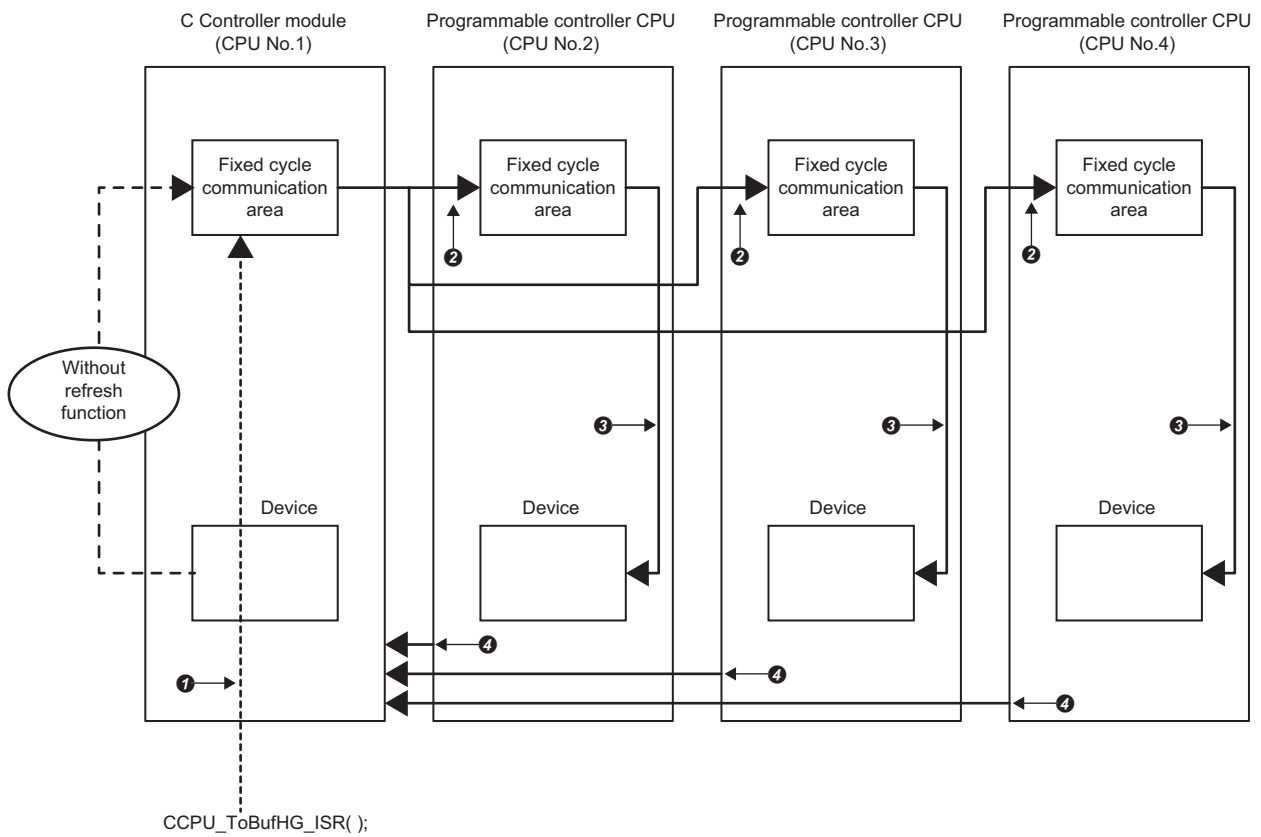 C Controller module
(CPU No.1)
Programmable controller CPU
(CPU No.2)
Programmable controller CPU
(CPU No.3)
Programmable controller CPU
(CPU No.4)
Fixed cycle
communication
area
Fixed cycle
communication
area
Fixed cycle
communication
area
Fixed cycle
communication
area
2
2
2
Without
refresh
function
3
3
3
Device
Device
Device
Device
4
1
4
4
CCPU_ToBufHG_ISR( );